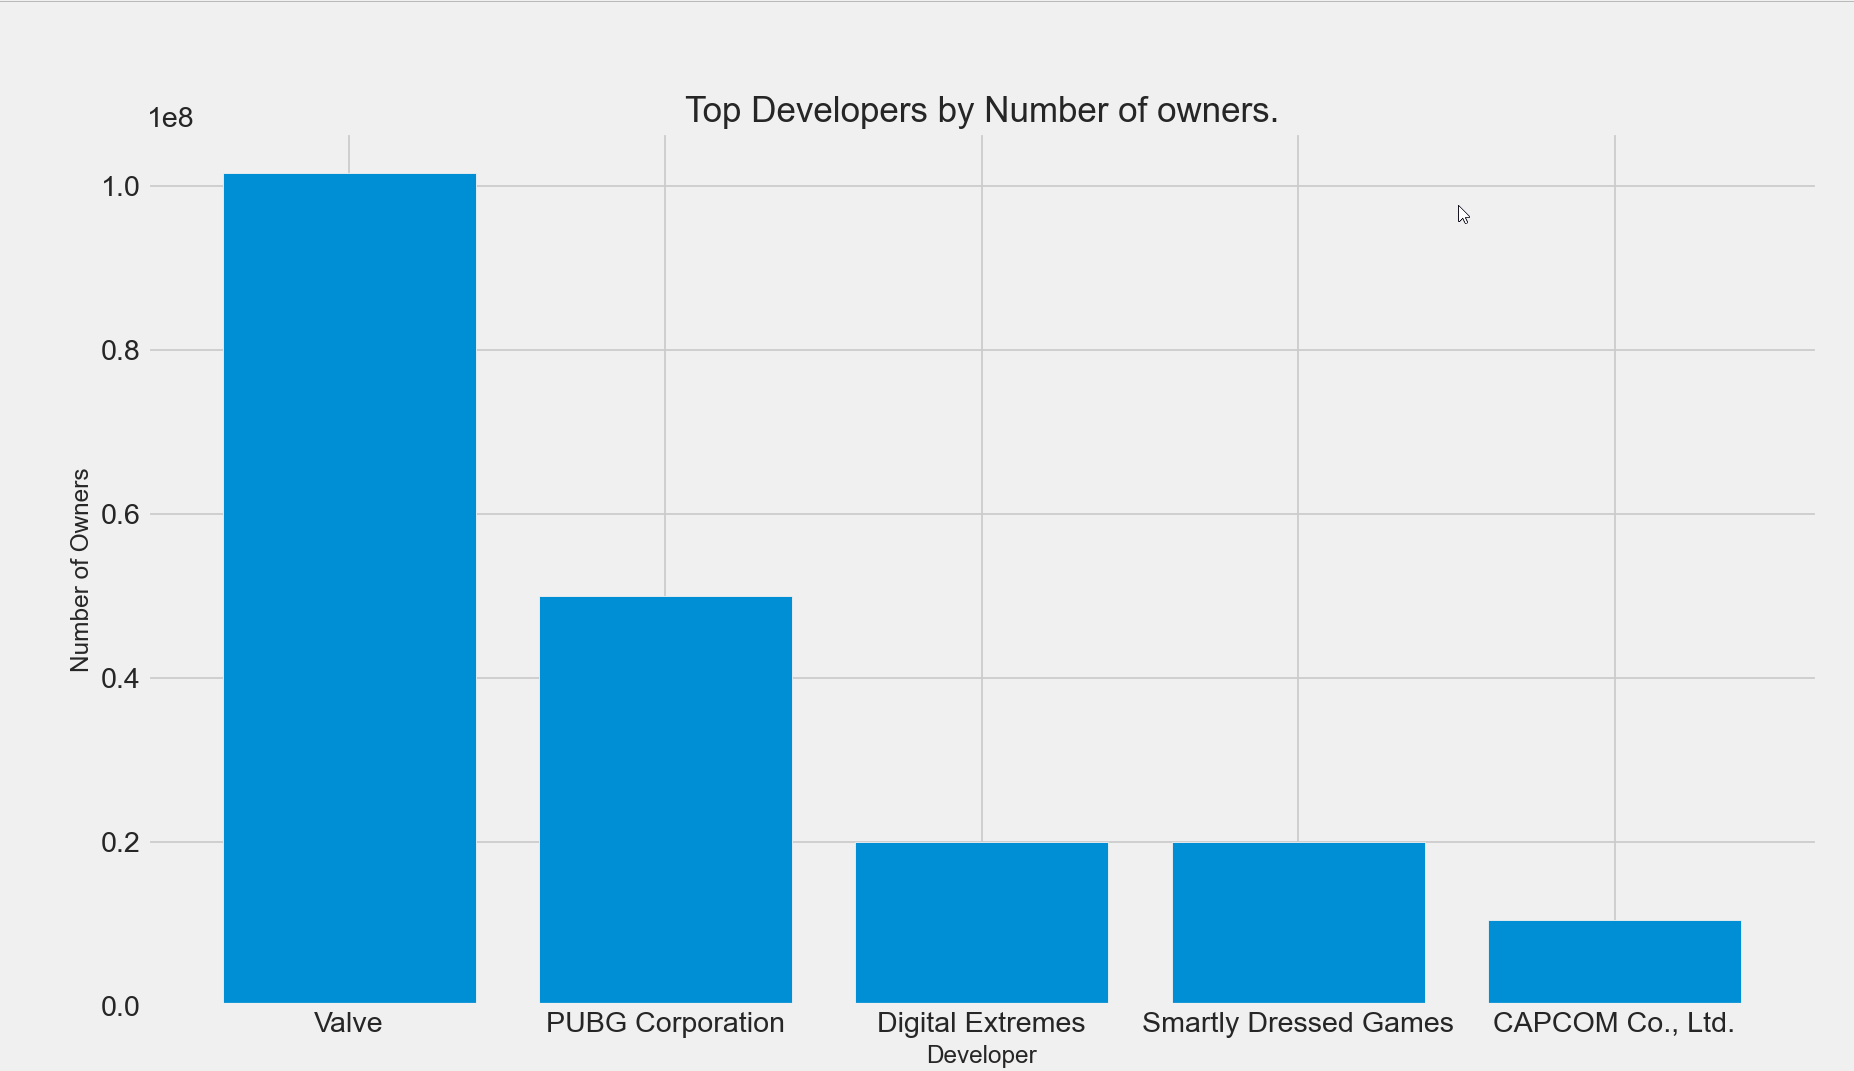 Top Developers by Number of owners.
1e8
1.0
0.8
0.6
0.4
0.2
0.0
Number of Owners
Valve
PUBG Corporation
Digital Extremes
Smartly Dressed Games
CAPCOM Co., Ltd.
Developer